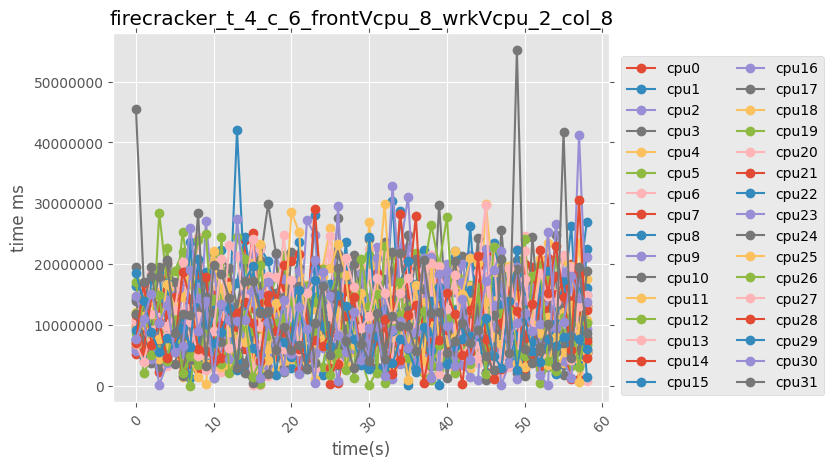 firecracker_t_4_c_6_frontVcpu_8_wrkVcpu_2_col_8
time ms
50000000
40000000
30000000
20000000
10000000
0
0
10
20
30
40
50
60
time(s)
cpu0
cpu1
cpu2
cpu3
cpu4
cpu5
cpu6
cpu7
cpu8
cpu9
cpu10
cpu11
cpu12
cpu13
cpu14
cpu15
cpu16
cpu17
cpu18
cpu19
cpu20
cpu21
cpu22
cpu23
cpu24
cpu25
cpu26
cpu27
cpu28
cpu29
cpu30
cpu31